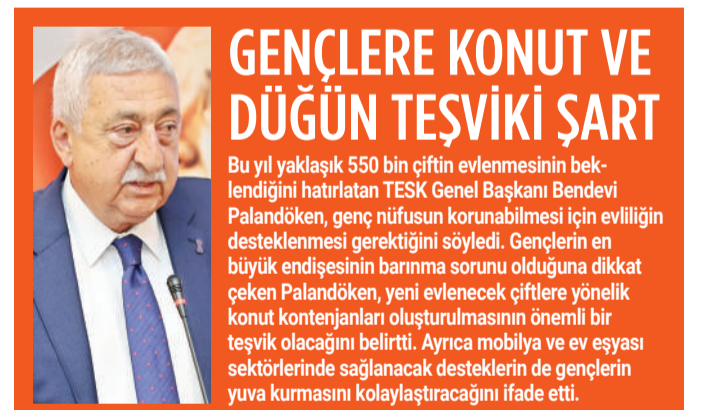 GENÇLERE KONUT VE
DÜĞÜN TEŞVİKİ ŞART
Bu yıl yaklaşık 550 bin çiftin evlenmesinin bek-
lendiğini hatırlatan TESK Genel Başkanı Bendevi
Palandöken, genç nüfusun korunabilmesi için evliliğin
desteklenmesi gerektiğini söyledi. Gençlerin en
büyük endişesinin barınma sorunu olduğuna dikkat
çeken Palandöken, yeni evlenecek çiftlere yönelik
konut kontenjanları oluşturulmasının önemli bir
teşvik olacağını belirtti. Ayrıca mobilya ve ev eşyası
sektörlerinde sağlanacak desteklerin de gençlerin
yuva kurmasını kolaylaştıracağını ifade etti.